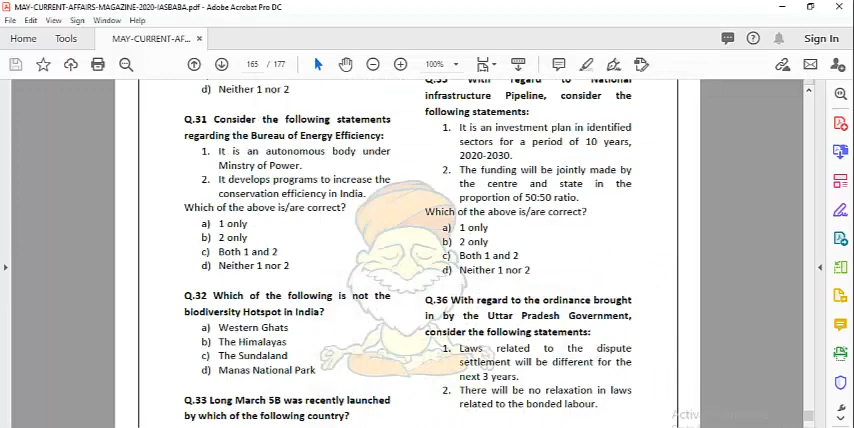 MAY-CURRENT-AFFAIRS-MAGAZINE-2020-IASBABA.pdf - Adobe Acrobat Pro DC
File Edit View Sign Window Help
Home Tools MAY-CURRENT-AF... × Sign In
165 / 177 100%
d) Neither 1 nor 2
Q.31 Consider the following statements
regarding the Bureau of Energy Efficiency:
1. It is an autonomous body under
Minstry of Power.
2. It develops programs to increase the
conservation efficiency in India.
Which of the above is/are correct?
a) 1 only
b) 2 only
c) Both 1 and 2
d) Neither 1 nor 2
Q.32 Which of the following is not the
biodiversity Hotspot in India?
a) Western Ghats
b) The Himalayas
c) The Sundaland
d) Manas National Park
Q.33 Long March 5B was recently launched
by which of the following country?
Q.35 With regard to National
infrastructure Pipeline, consider the
following statements:
1. It is an investment plan in identified
sectors for a period of 10 years,
2020-2030.
2. The funding will be jointly made by
the centre and state in the
proportion of 50:50 ratio.
Which of the above is/are correct?
a) 1 only
b) 2 only
c) Both 1 and 2
d) Neither 1 nor 2
Q.36 With regard to the ordinance brought
in by the Uttar Pradesh Government,
consider the following statements:
1. Laws related to the dispute
settlement will be different for the
next 3 years.
2. There will be no relaxation in laws
related to the bonded labour.